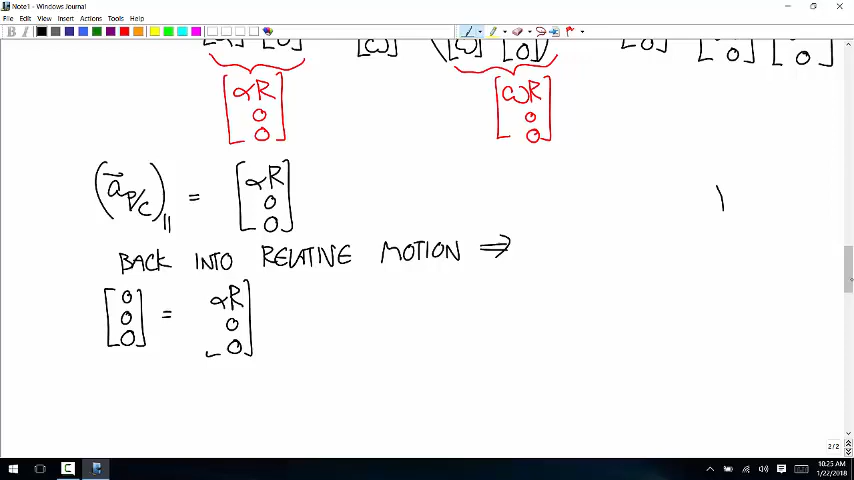 Note1 - Windows Journal
File Edit View Insert Actions Tools Help
B I
[αR 0 0] [ωR 0 0]
(a⃗ P/C)∥ = [αR 0 0]
BACK INTO RELATIVE MOTION ⇒
[0 0 0] = [αR 0 0]
2/2
10:25 AM
1/22/2018